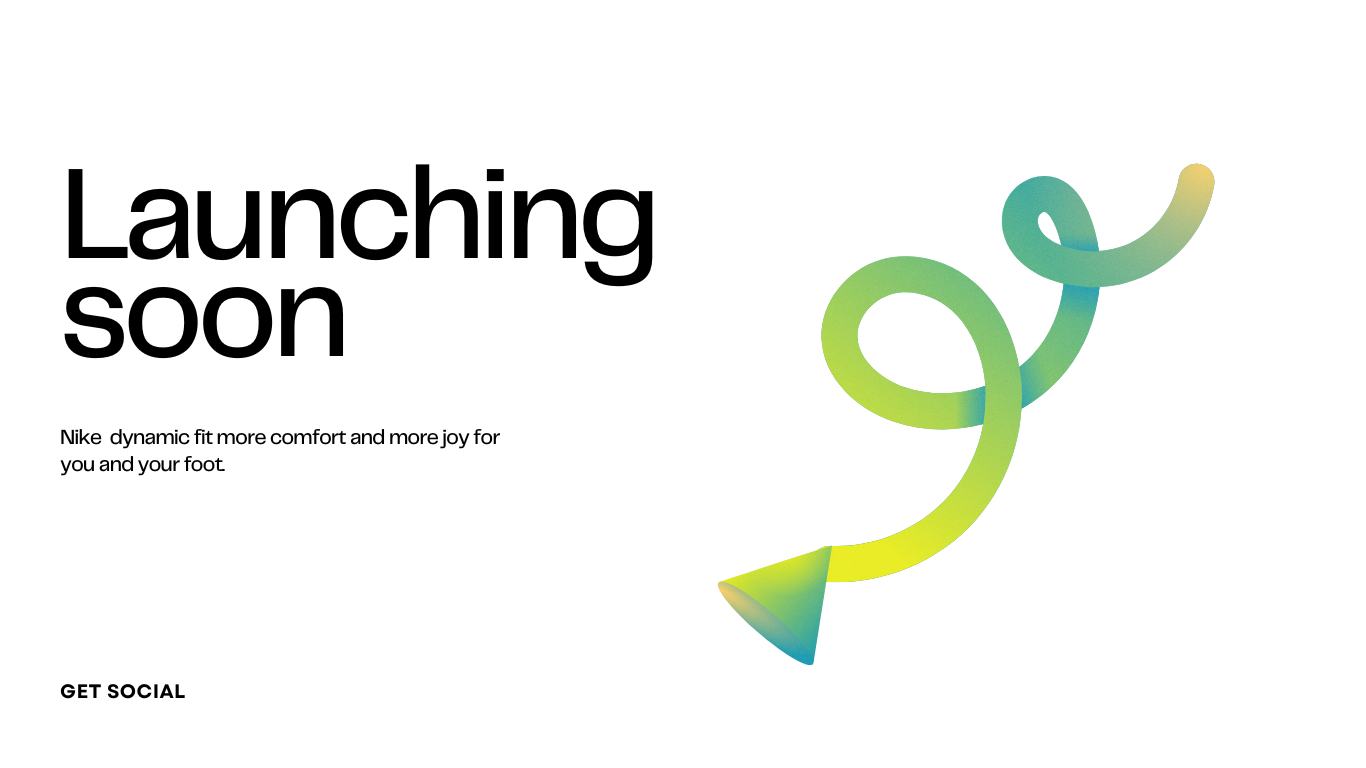 Launching
soon
Nike  dynamic fit more comfort and more joy for
you and your foot.
GET SOCIAL